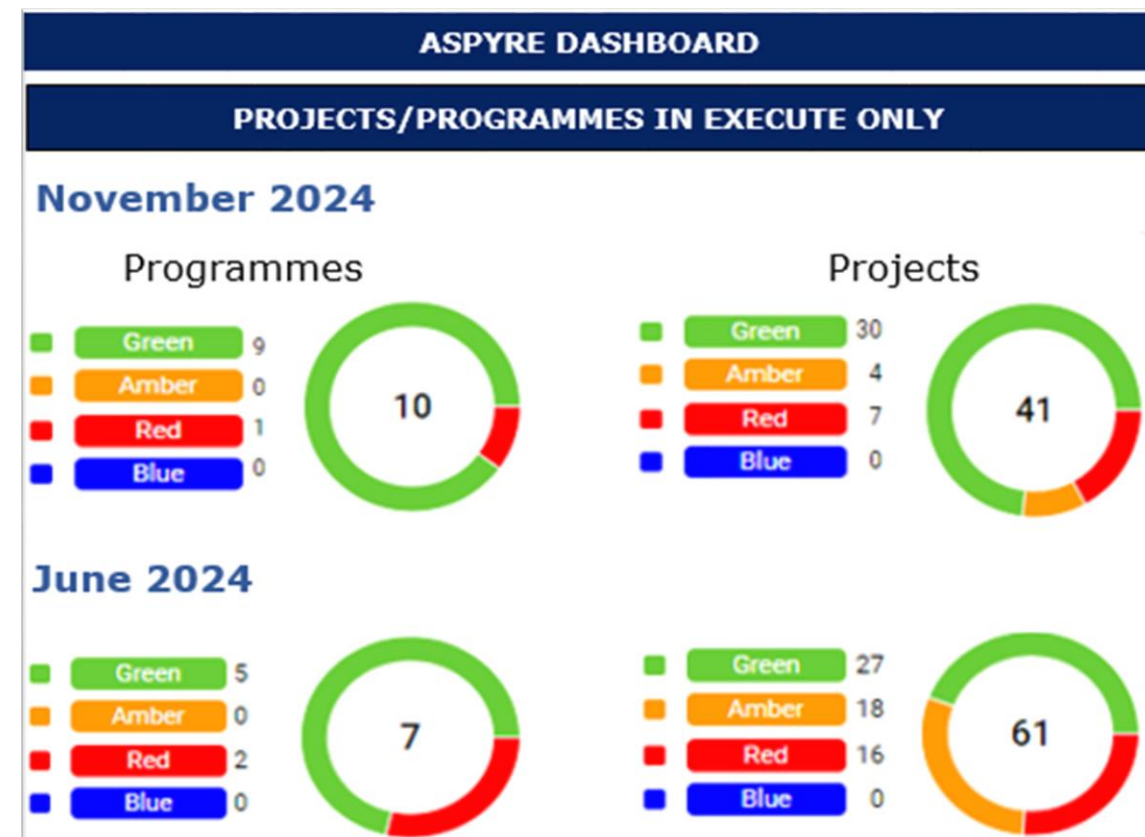 ASPYRE DASHBOARD
PROJECTS/PROGRAMMES IN EXECUTE ONLY
November 2024
Programmes
Green 9
Amber 0
Red 1
Blue 0
10
Projects
Green 30
Amber 4
Red 7
Blue 0
41
June 2024
Green 5
Amber 0
Red 2
Blue 0
7
Green 27
Amber 18
Red 16
Blue 0
61